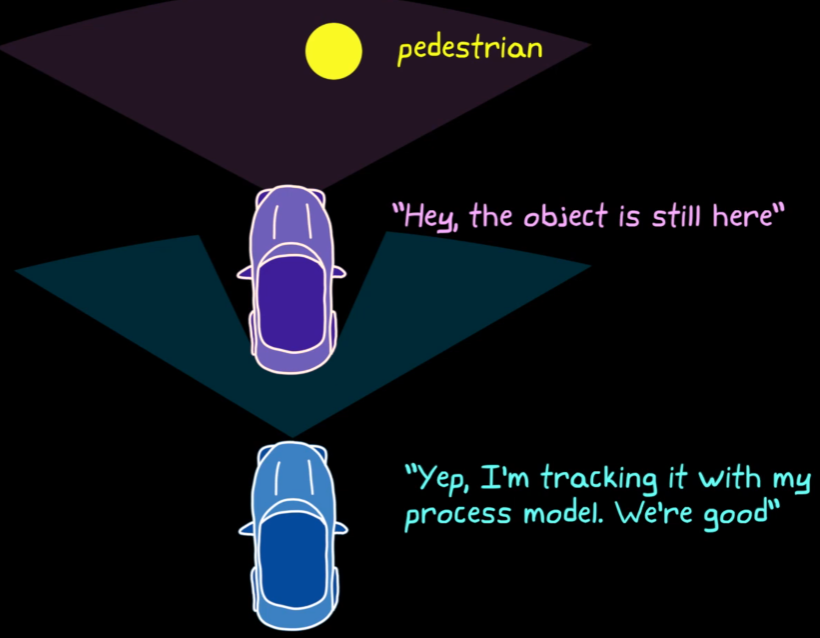 pedestrian
"Hey, the object is still here"
"Yep, I'm tracking it with my
process model. We're good"